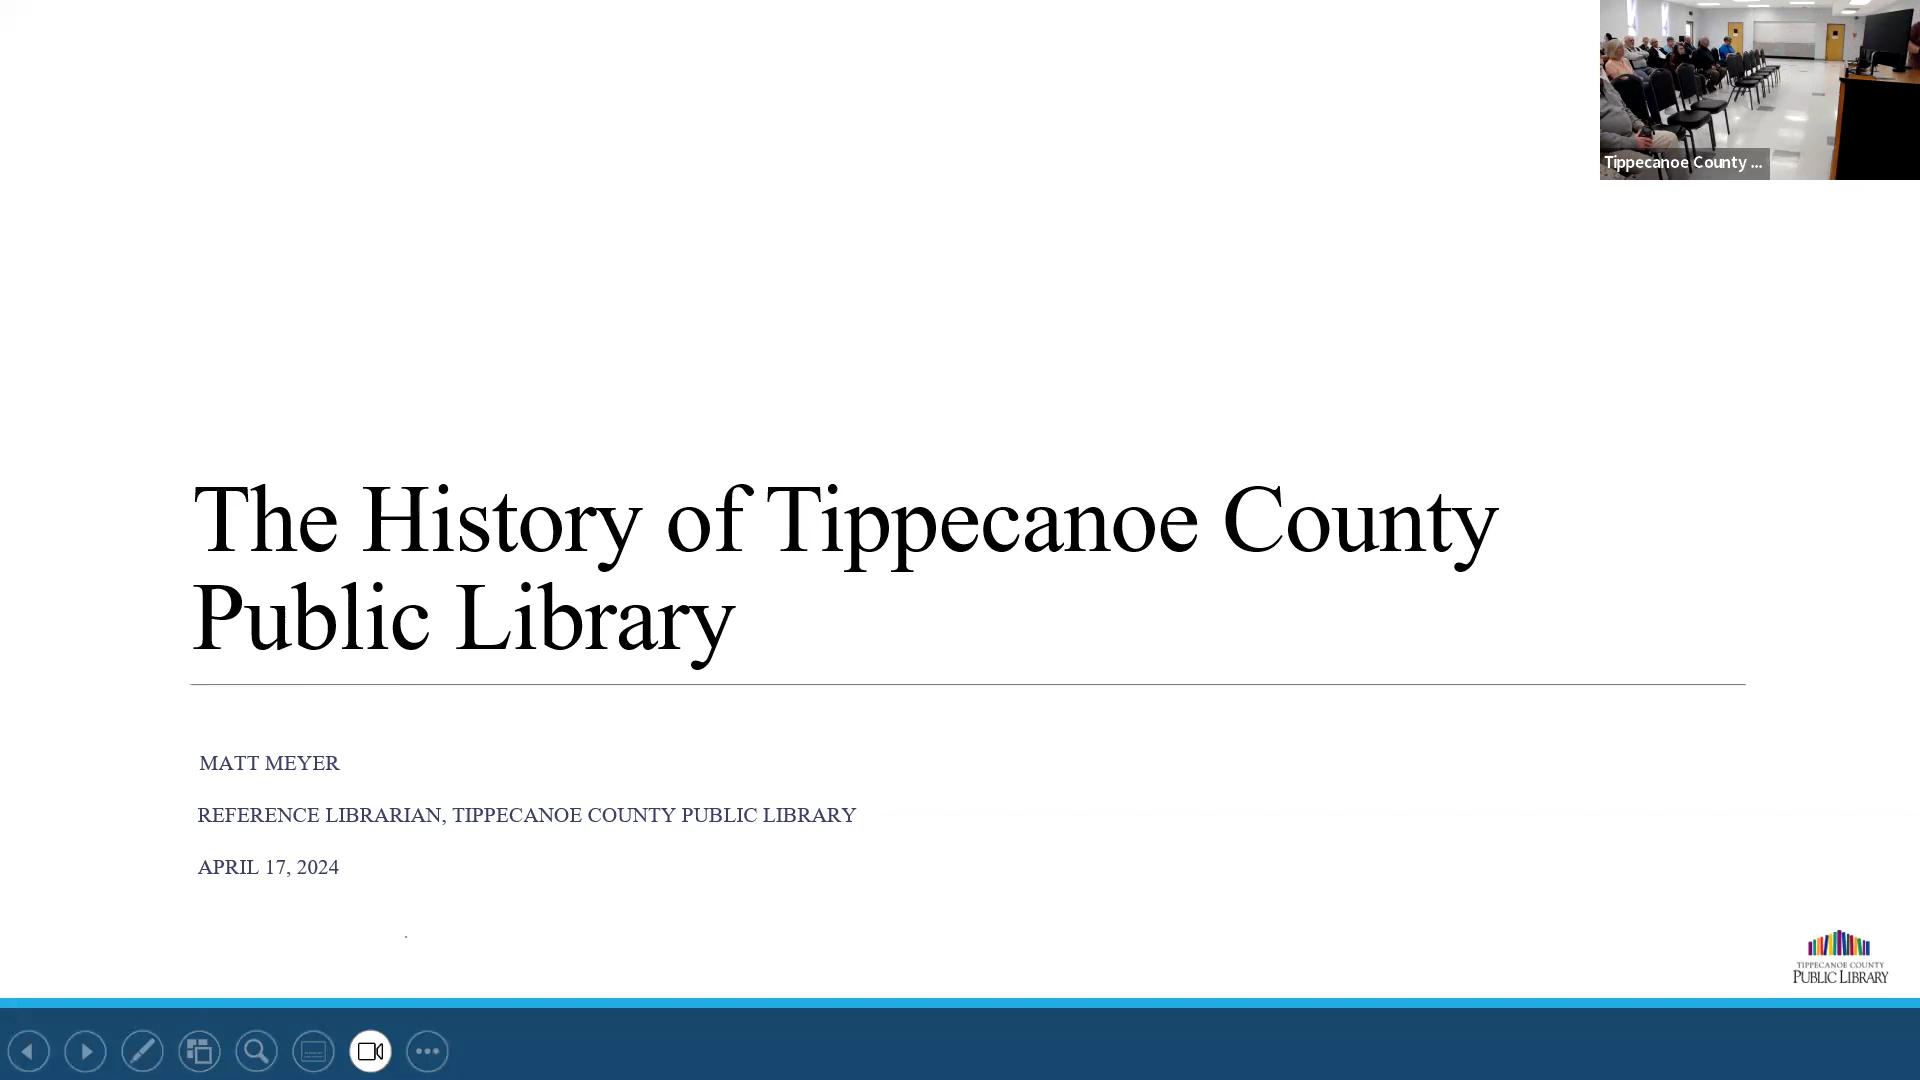 Tippecanoe County ...
The History of Tippecanoe County
Public Library
MATT MEYER
REFERENCE LIBRARIAN, TIPPECANOE COUNTY PUBLIC LIBRARY
APRIL 17, 2024
TIPPECANOE COUNTY
PUBLIC LIBRARY